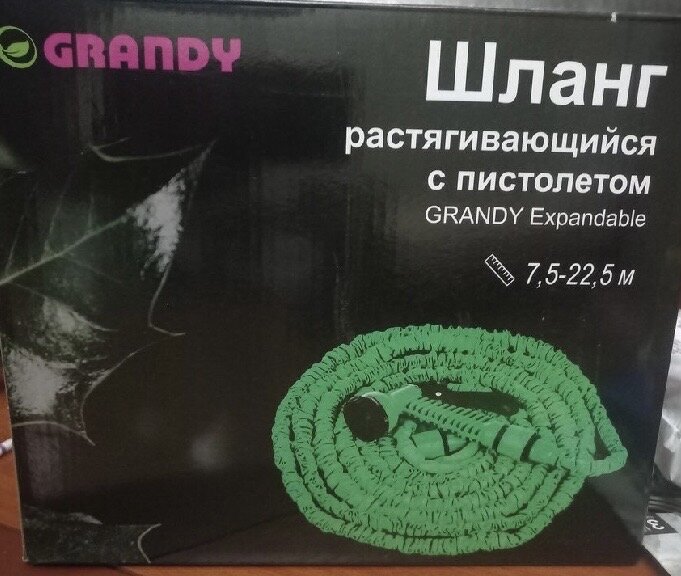 GRANDY
Шланг
растягивающийся
с пистолетом
GRANDY Expandable
7,5-22,5 м